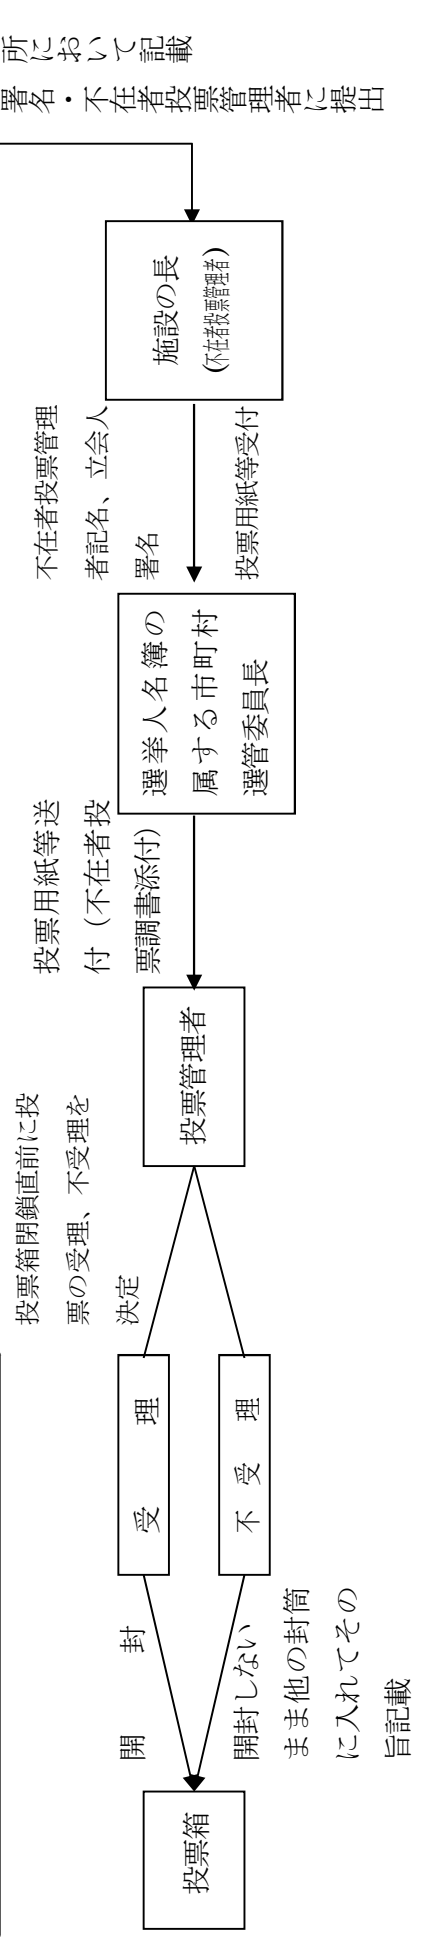 所において記載
署名・不在者投票管理者に提出
施設の長
(不在者投票管理者)
不在者投票管理
者記名、立会人
署名
投票用紙等受付
選挙人名簿の
属する市町村
選管委員長
投票用紙等送
付（不在者投
票調書添付）
投票管理者
投票箱閉鎖直前に投
票の受理、不受理を
決定
受　理
不　受　理
開　封
開封しない
まま他の封筒
に入れてその
旨記載
投票箱